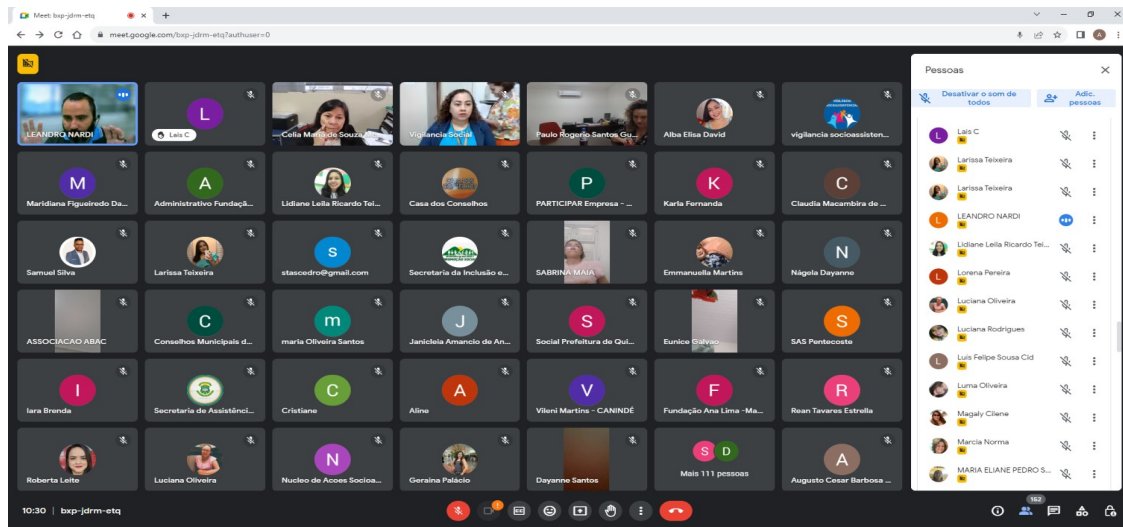 Meet: bxp-jdrm-etq
meet.google.com/bxp-jdrm-etq?authuser=0
A
LEANDRO NARDI
L
Lais C
Celia Maria de Souza
Vigilancia Social
Paulo Rogerio Santos Gu...
Alba Elisa David
vigilancia socioassisten...
M
Maridiana Figueiredo Da...
A
Administrativo Fundaçã...
Lidiane Leila Ricardo Tei...
Casa dos Conselhos
P
PARTICIPAR Empresa - ...
K
Karla Fernanda
C
Claudia Macambira de ...
Samuel Silva
Larissa Teixeira
s
stascedro@gmail.com
Secretaria da Inclusão e...
SABRINA MAIA
Emmanuella Martins
N
Nágela Dayanne
ASSOCIACAO ABAC
C
Conselhos Municipais d...
m
maria Oliveira Santos
J
Janicleia Amancio de An...
S
Social Prefeitura de Qui...
Eunice Galvao
S
SAS Pentecoste
I
Iara Brenda
Secretaria de Assistênci...
C
Cristiane
A
Aline
V
Vileni Martins - CANINDÉ
F
Fundação Ana Lima -Ma...
R
Rean Tavares Estrella
Roberta Leite
Luciana Oliveira
N
Nucleo de Acoes Socioa...
Geraina Palácio
Dayanne Santos
S D
Mais 111 pessoas
A
Augusto Cesar Barbosa ...
Pessoas
Desativar o som de
todos
Adic.
pessoas
L
Lais C
Larissa Teixeira
Larissa Teixeira
L
LEANDRO NARDI
Lidiane Leila Ricardo Tei...
L
Lorena Pereira
Luciana Oliveira
Luciana Rodrigues
L
Luis Felipe Sousa Cid
Luma Oliveira
Magaly Cilene
Marcia Norma
MARIA ELIANE PEDRO S...
10:30 | bxp-jdrm-etq
162